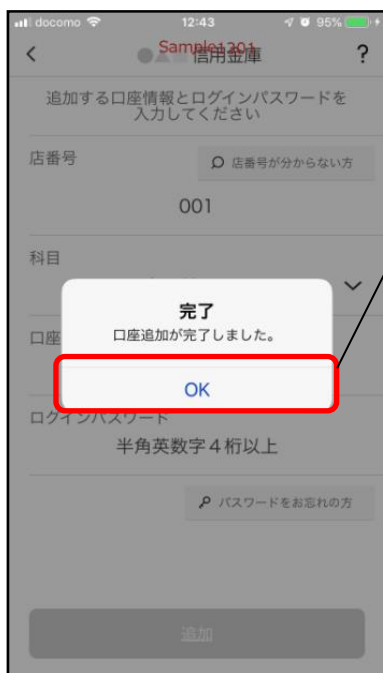 docomo 12:43 95%
●▲■信用金庫 ?
Sample1201
追加する口座情報とログインパスワードを
入力してください
店番号
店番号が分からない方
001
科目
完了
口座追加が完了しました。
口座
OK
ログインパスワード
半角英数字4桁以上
パスワードをお忘れの方
追加